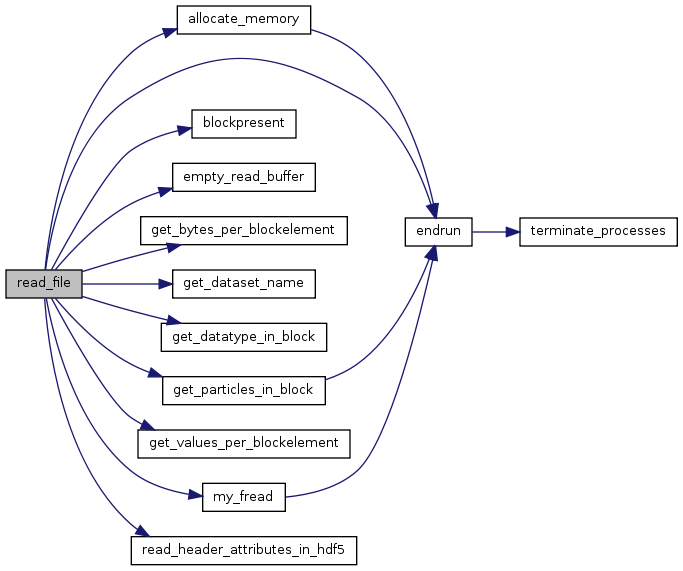 allocate_memory
blockpresent
empty_read_buffer
get_bytes_per_blockelement
endrun
terminate_processes
read_file
get_dataset_name
get_datatype_in_block
get_particles_in_block
get_values_per_blockelement
my_fread
read_header_attributes_in_hdf5